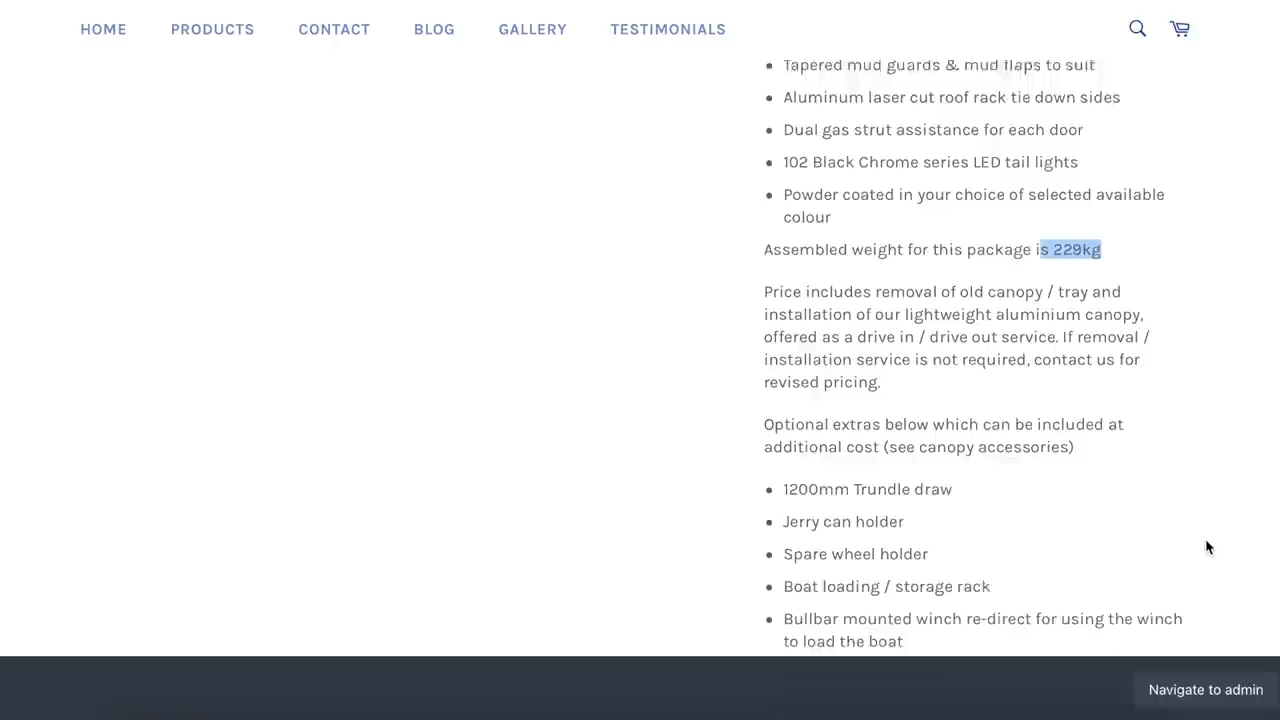 HOME PRODUCTS CONTACT BLOG GALLERY TESTIMONIALS
Tapered mud guards & mud flaps to suit
Aluminum laser cut roof rack tie down sides
Dual gas strut assistance for each door
102 Black Chrome series LED tail lights
Powder coated in your choice of selected available
colour
Assembled weight for this package is 229kg
Price includes removal of old canopy / tray and
installation of our lightweight aluminium canopy,
offered as a drive in / drive out service. If removal /
installation service is not required, contact us for
revised pricing.
Optional extras below which can be included at
additional cost (see canopy accessories)
1200mm Trundle draw
Jerry can holder
Spare wheel holder
Boat loading / storage rack
Bullbar mounted winch re-direct for using the winch
to load the boat
Navigate to admin